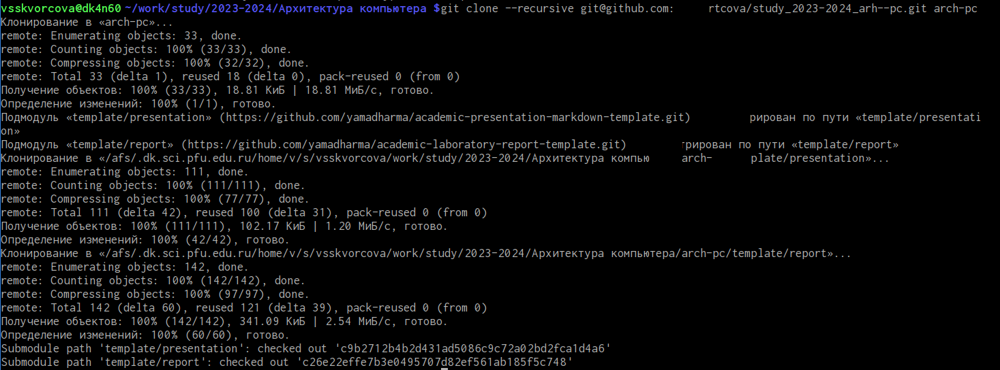 vsskvorcova@dk4n60 ~/work/study/2023-2024/Архитектура компьютера $ git clone --recursive git@github.com: rtcova/study_2023-2024_arh--pc.git arch-pc
Клонирование в «arch-pc»...
remote: Enumerating objects: 33, done.
remote: Counting objects: 100% (33/33), done.
remote: Compressing objects: 100% (32/32), done.
remote: Total 33 (delta 1), reused 18 (delta 0), pack-reused 0 (from 0)
Получение объектов: 100% (33/33), 18.81 КиБ | 18.81 МиБ/с, готово.
Определение изменений: 100% (1/1), готово.
Подмодуль «template/presentation» (https://github.com/yamadharma/academic-presentation-markdown-template.git) рирован по пути «template/presentati
on»
Подмодуль «template/report» (https://github.com/yamadharma/academic-laboratory-report-template.git) трирован по пути «template/report»
Клонирование в «/afs/.dk.sci.pfu.edu.ru/home/v/s/vsskvorcova/work/study/2023-2024/Архитектура компью arch- plate/presentation»...
remote: Enumerating objects: 111, done.
remote: Counting objects: 100% (111/111), done.
remote: Compressing objects: 100% (77/77), done.
remote: Total 111 (delta 42), reused 100 (delta 31), pack-reused 0 (from 0)
Получение объектов: 100% (111/111), 102.17 КиБ | 1.20 МиБ/с, готово.
Определение изменений: 100% (42/42), готово.
Клонирование в «/afs/.dk.sci.pfu.edu.ru/home/v/s/vsskvorcova/work/study/2023-2024/Архитектура компьютера/arch-pc/template/report»...
remote: Enumerating objects: 142, done.
remote: Counting objects: 100% (142/142), done.
remote: Compressing objects: 100% (97/97), done.
remote: Total 142 (delta 60), reused 121 (delta 39), pack-reused 0 (from 0)
Получение объектов: 100% (142/142), 341.09 КиБ | 2.54 МиБ/с, готово.
Определение изменений: 100% (60/60), готово.
Submodule path 'template/presentation': checked out 'c9b2712b4b2d431ad5086c9c72a02bd2fca1d4a6'
Submodule path 'template/report': checked out 'c26e22effe7b3e0495707d82ef561ab185f5c748'